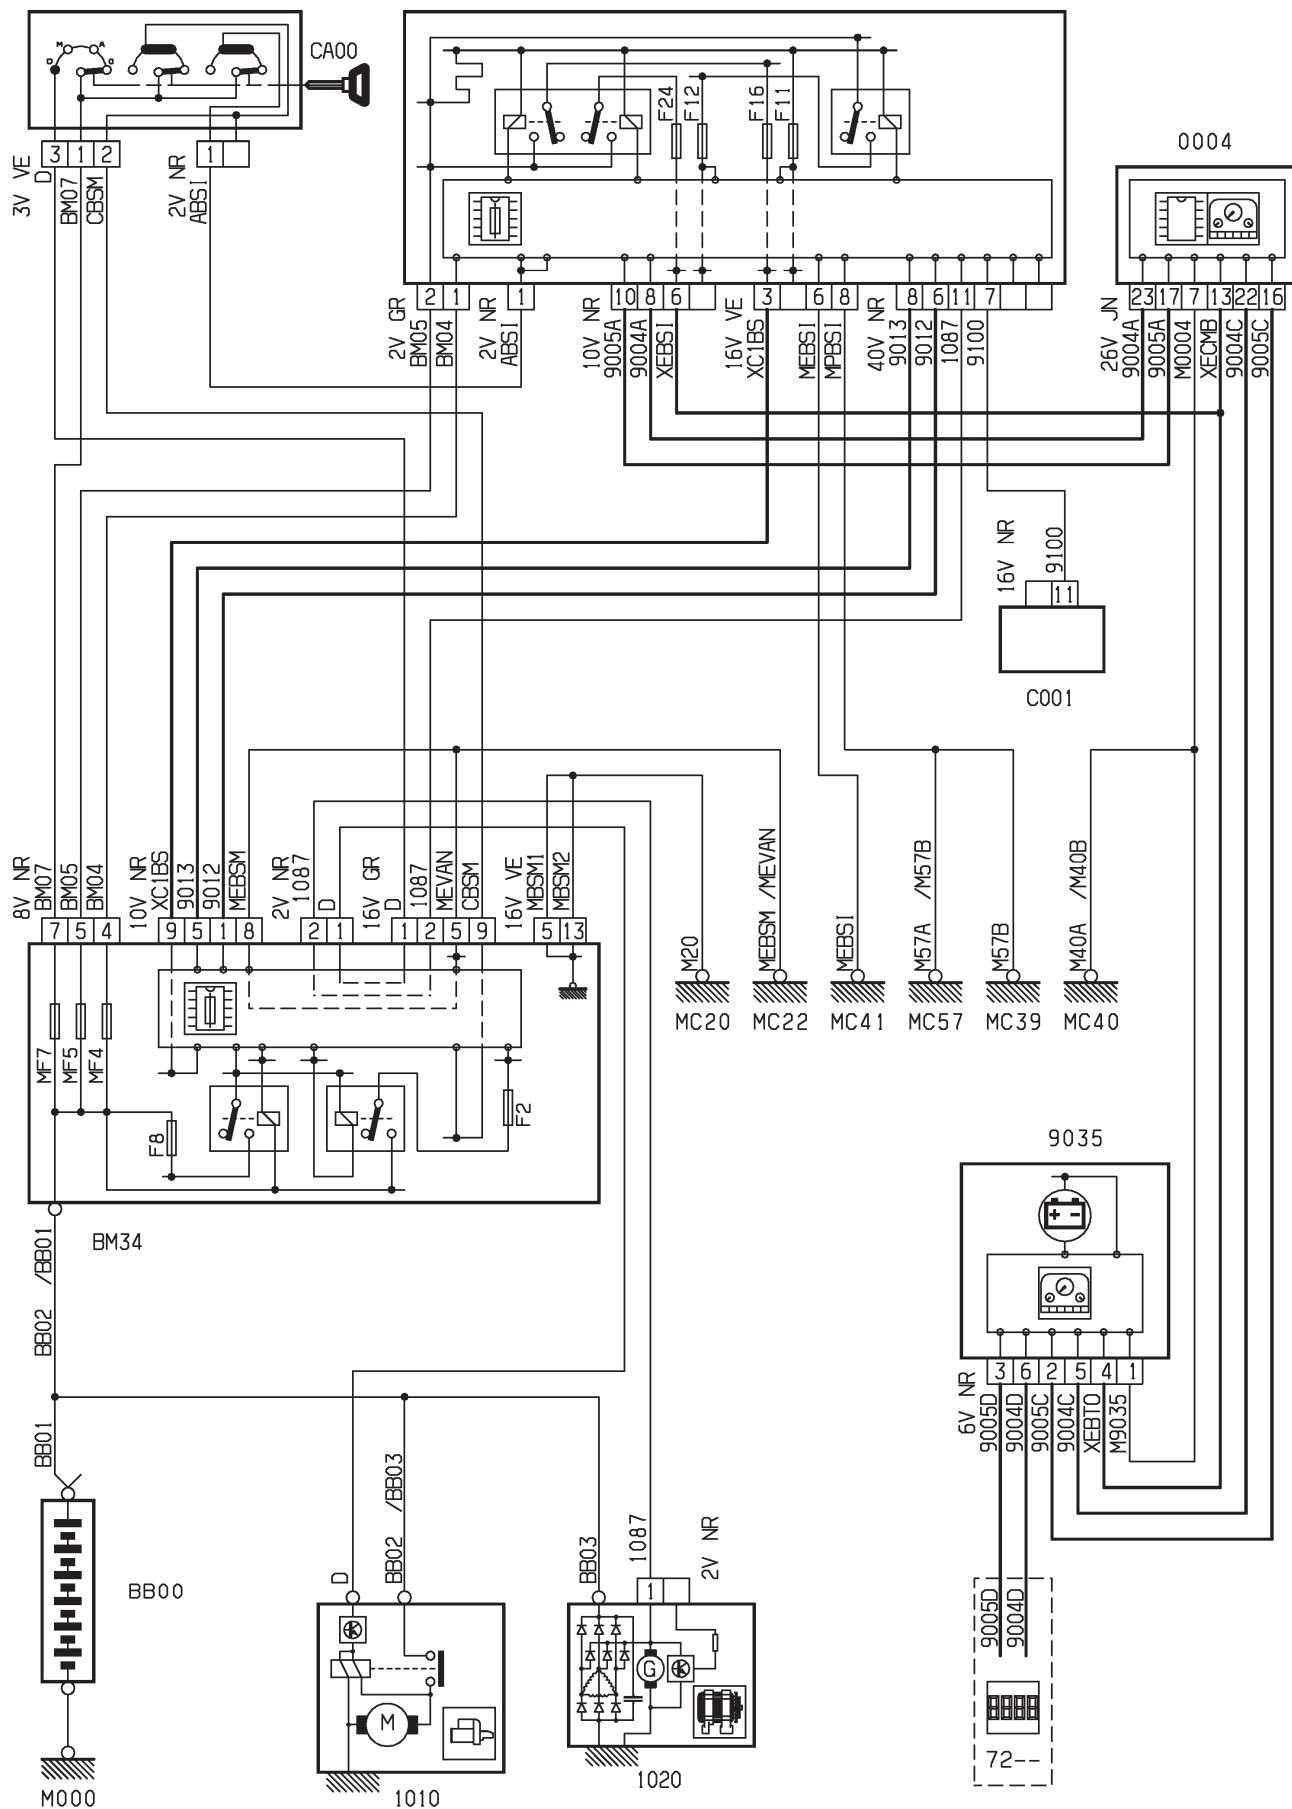 M A
D O
CA00
3 1 2
1
3V VE
D
BM07
CBSM
2V NR
ABSI
F24
F12
F16
F11
0004
2 1
1
10 8 6
3
6 8
8 6 11 7
23 17 7 13 22 16
2V GR
BM05
BM04
2V NR
ABSI
10V NR
9005A
9004A
XEBSI
16V VE
XC1BS
MEBSI
MPBSI
40V NR
9013
9012
1087
9100
26V JN
9004A
9005A
M0004
XECMB
9004C
9005C
16V NR
9100
11
C001
8V NR
BM07
BM05
BM04
10V NR
XC1BS
9013
9012
MEBSM
2V NR
1087
D
16V GR
D
1087
MEVAN
CBSM
16V VE
MBSM1
MBSM2
7 5 4
9 5 1 8
2 1
1 2 5 9
5 13
M20
MEBSM /MEVAN
MEBSI
M57A /M57B
M57B
M40A /M40B
MC20
MC22
MC41
MC57
MC39
MC40
MF7
MF5
MF4
F8
F2
BM34
9035
+ -
BB02 /BB01
3 6 2 5 4 1
6V NR
9005D
9004D
9005C
9004C
XEBTO
M9035
BB01
BB00
M000
D
BB02 /BB03
BB03
1087
2V NR
1
M
1010
G
1020
9005D
9004D
8888
72--